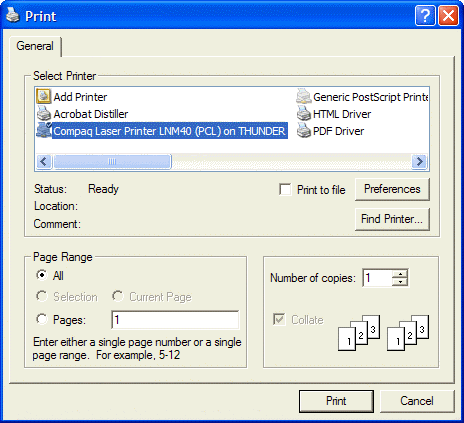 Print
General
Select Printer
Add Printer
Generic PostScript Printe
Acrobat Distiller
HTML Driver
Compaq Laser Printer LNM40 (PCL) on THUNDER
PDF Driver
Status: Ready
Print to file
Preferences
Location:
Comment:
Find Printer...
Page Range
All
Selection
Current Page
Pages: 1
Enter either a single page number or a single
page range. For example, 5-12
Number of copies: 1
Collate
1 2 3 1 2 3
Print
Cancel